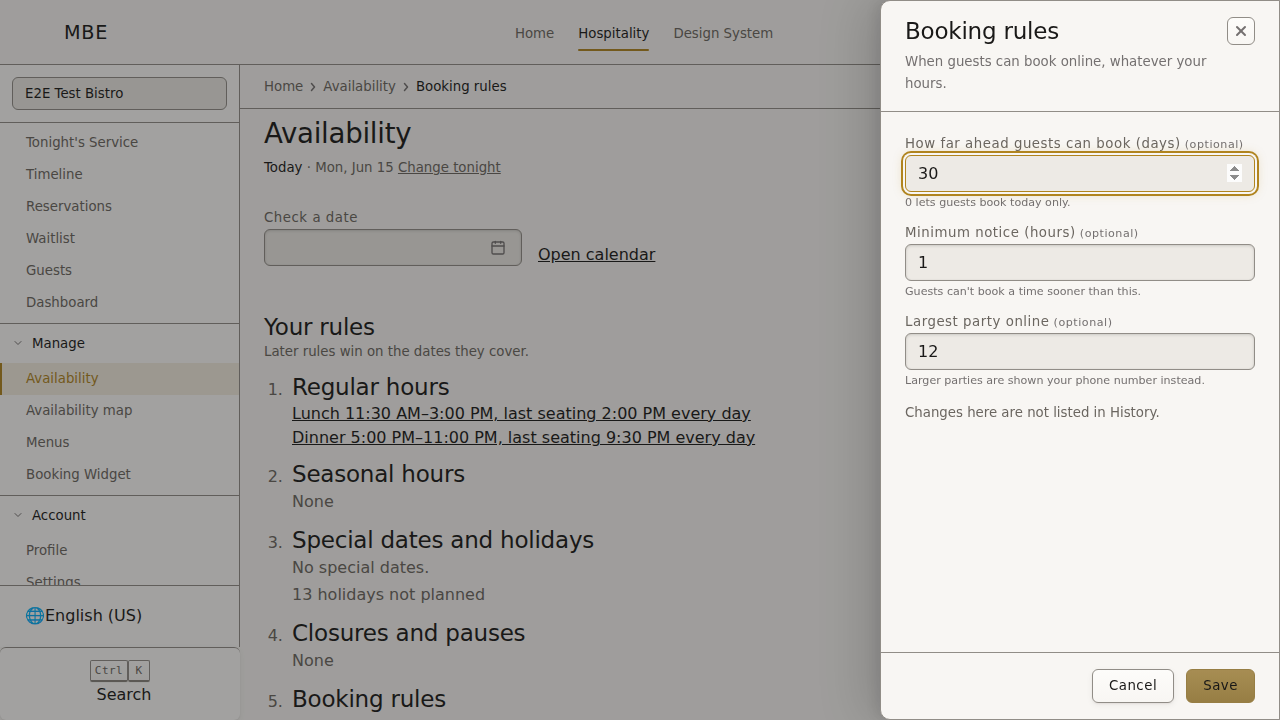 MBE
Home
Hospitality
Design System
E2E Test Bistro
Tonight's Service
Timeline
Reservations
Waitlist
Guests
Dashboard
Manage
Availability
Availability map
Menus
Booking Widget
Account
Profile
Settings
🌐English (US)
Ctrl K
Search
Home › Availability › Booking rules
Availability
Today · Mon, Jun 15 Change tonight
Check a date
Open calendar
Your rules
Later rules win on the dates they cover.
1. Regular hours
Lunch 11:30 AM–3:00 PM, last seating 2:00 PM every day
Dinner 5:00 PM–11:00 PM, last seating 9:30 PM every day
2. Seasonal hours
None
3. Special dates and holidays
No special dates.
13 holidays not planned
4. Closures and pauses
None
5. Booking rules
Booking rules
When guests can book online, whatever your
hours.
How far ahead guests can book (days) (optional)
30
0 lets guests book today only.
Minimum notice (hours) (optional)
1
Guests can't book a time sooner than this.
Largest party online (optional)
12
Larger parties are shown your phone number instead.
Changes here are not listed in History.
Cancel
Save